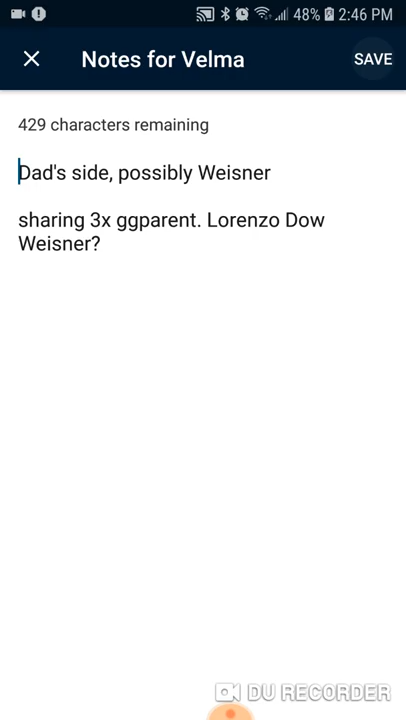 48% 2:46 PM
Notes for Velma SAVE
429 characters remaining
Dad's side, possibly Weisner
sharing 3x ggparent. Lorenzo Dow
Weisner?
DU RECORDER